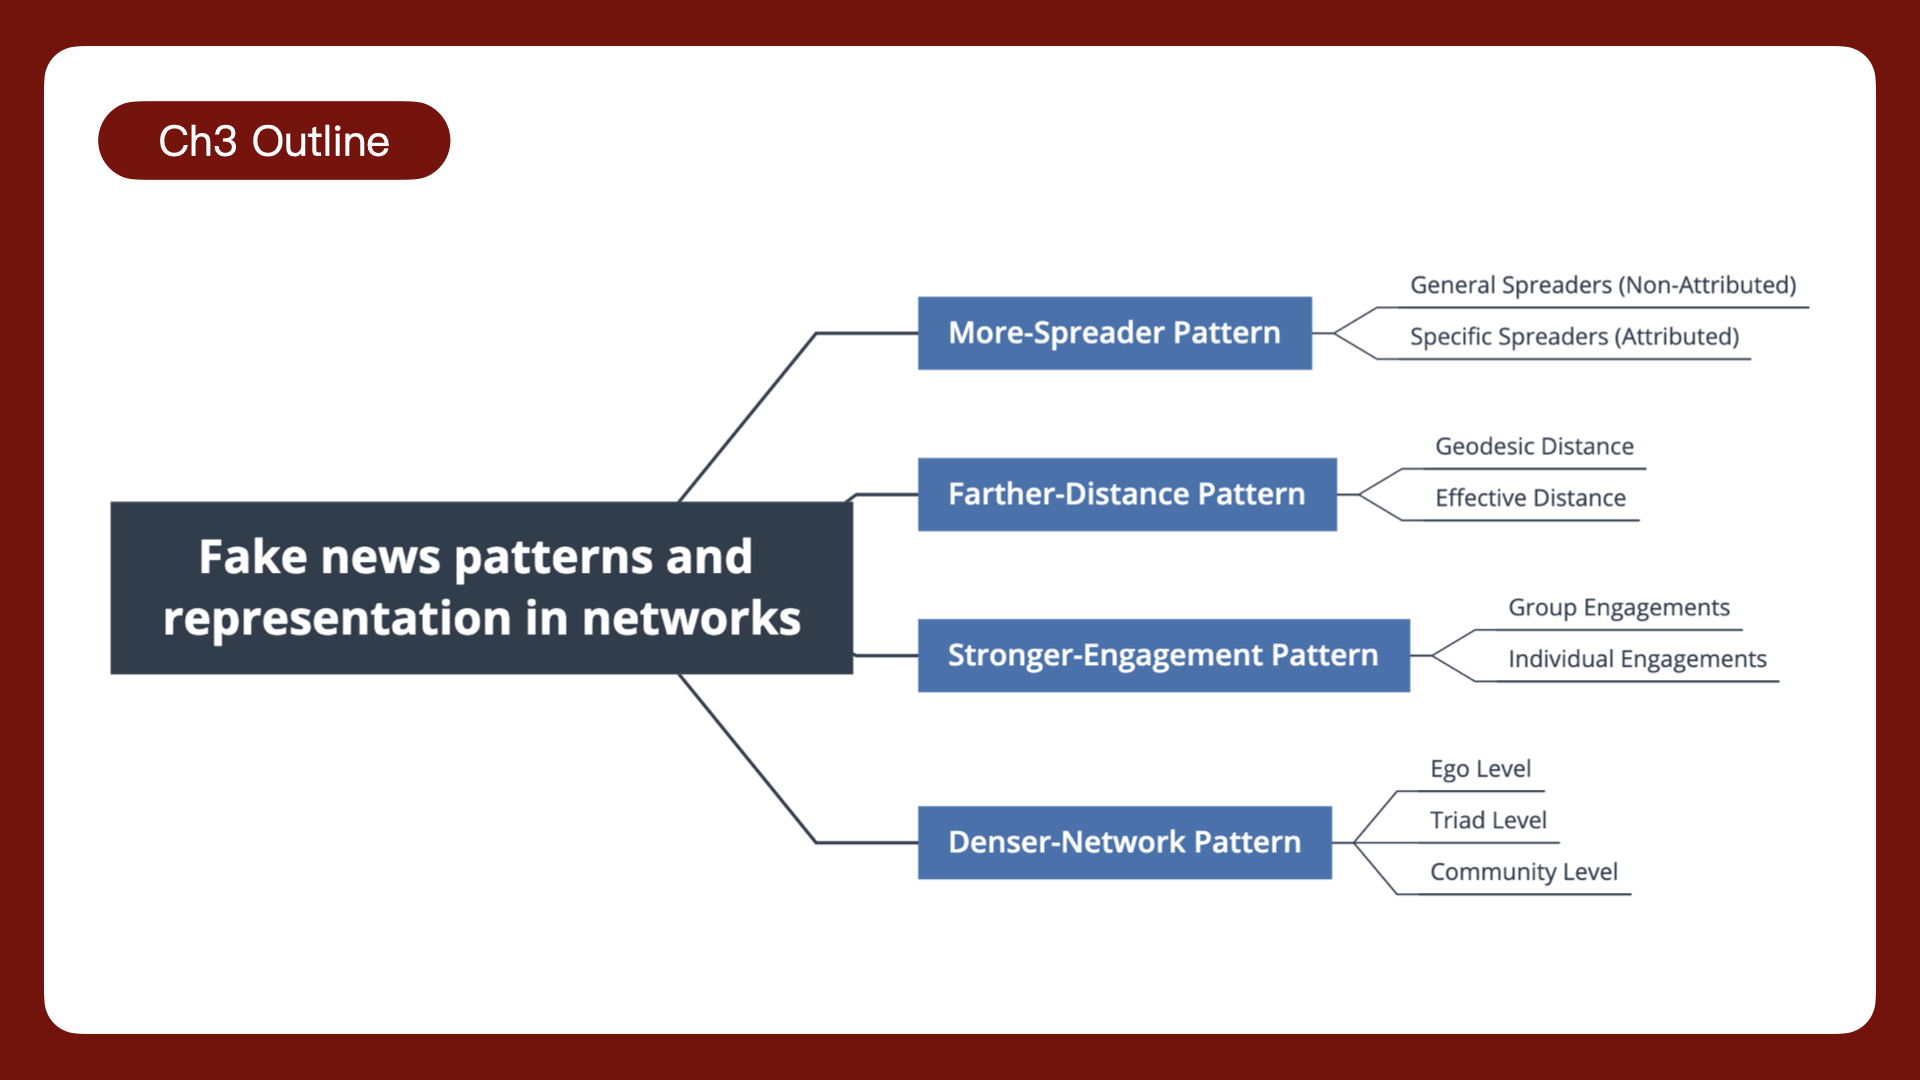 Ch3 Outline
Fake news patterns and
representation in networks
More-Spreader Pattern
General Spreaders (Non-Attributed)
Specific Spreaders (Attributed)
Farther-Distance Pattern
Geodesic Distance
Effective Distance
Stronger-Engagement Pattern
Group Engagements
Individual Engagements
Denser-Network Pattern
Ego Level
Triad Level
Community Level